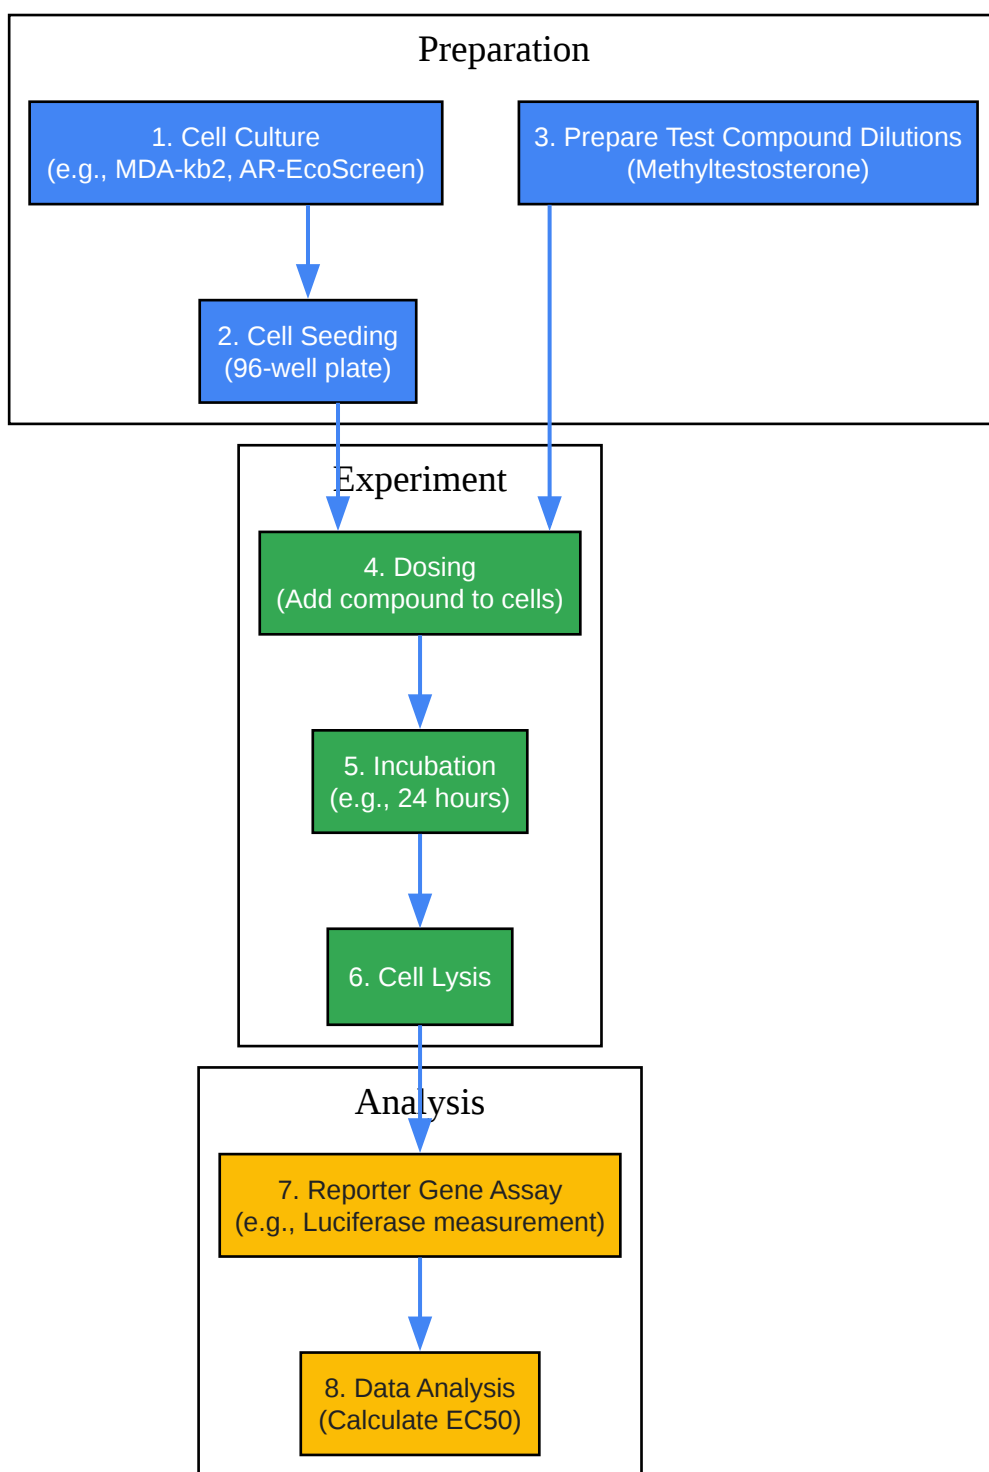 Preparation
1. Cell Culture
(e.g., MDA-kb2, AR-EcoScreen)
3. Prepare Test Compound Dilutions
(Methyltestosterone)
2. Cell Seeding
(96-well plate)
Experiment
4. Dosing
(Add compound to cells)
5. Incubation
(e.g., 24 hours)
6. Cell Lysis
Analysis
7. Reporter Gene Assay
(e.g., Luciferase measurement)
8. Data Analysis
(Calculate EC50)